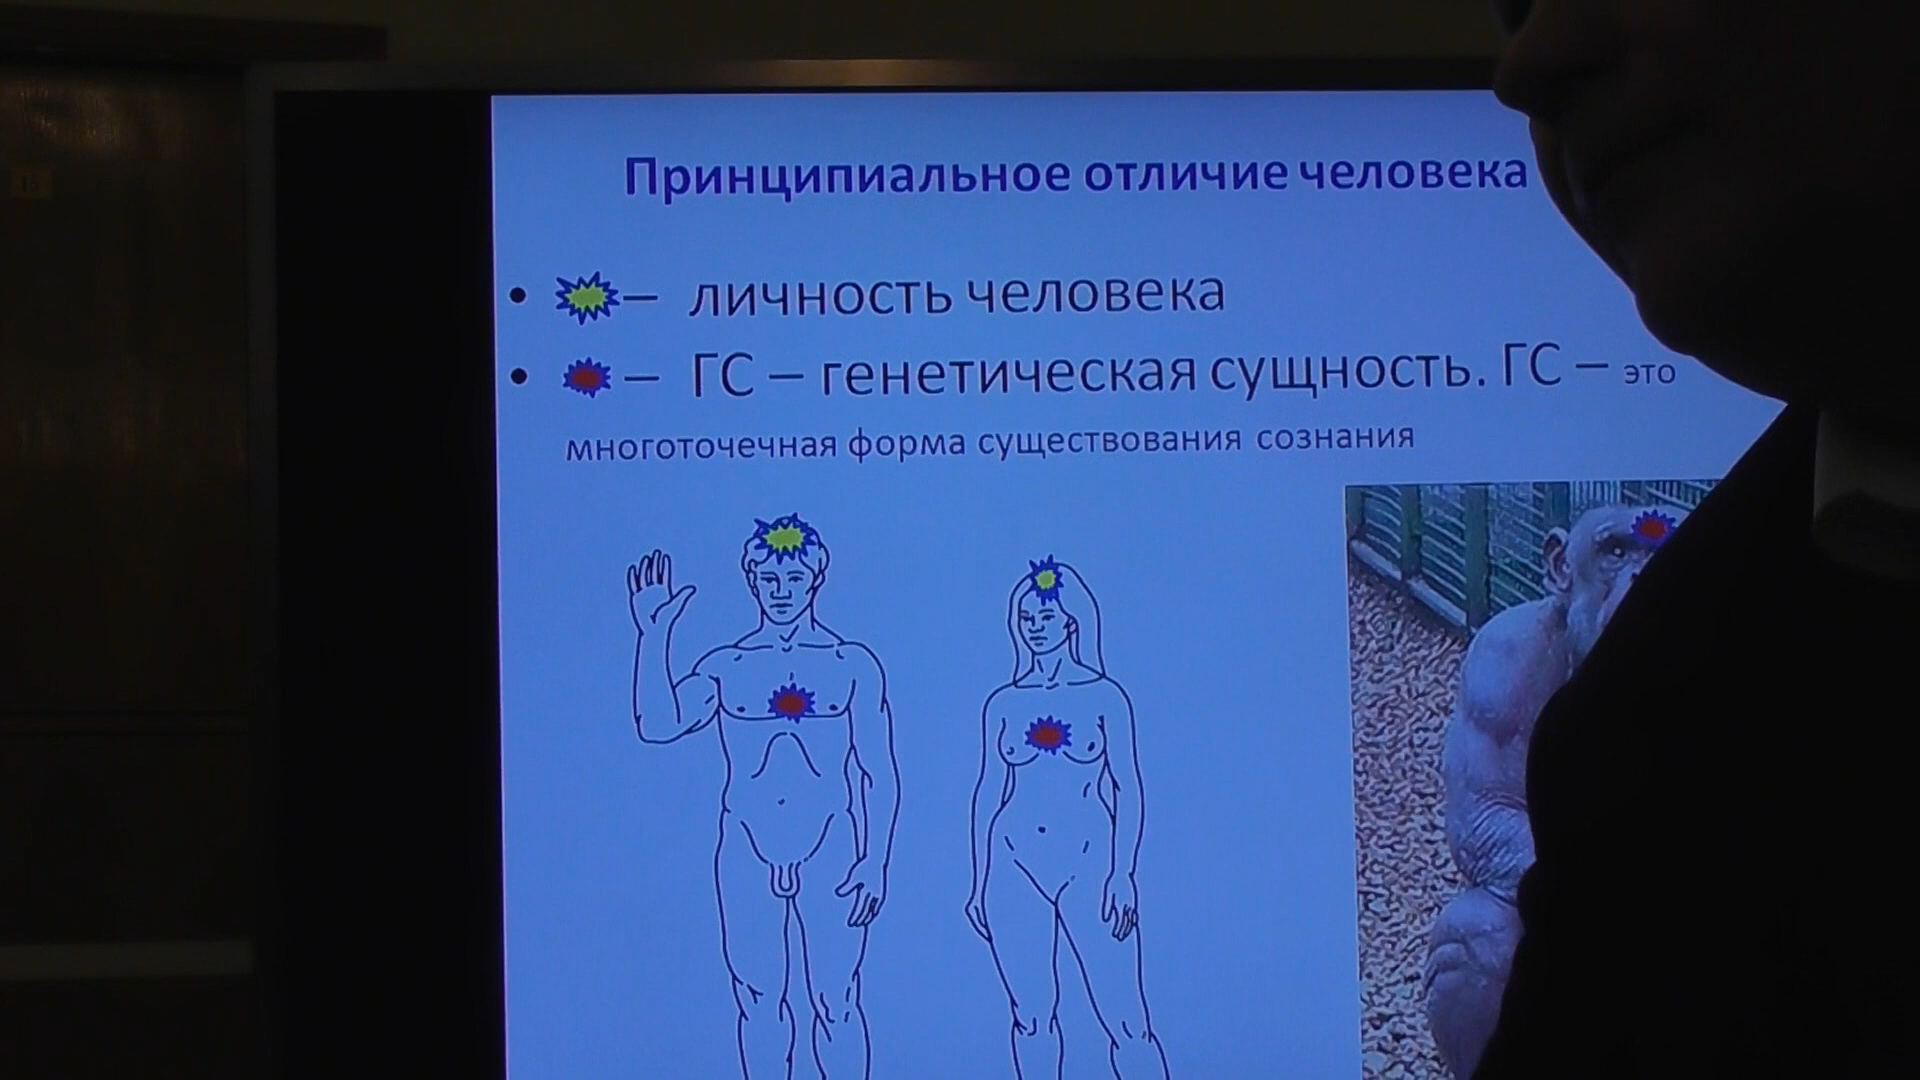 Принципиальное отличие человека
• – личность человека
• – ГС – генетическая сущность. ГС – это
многоточечная форма существования сознания